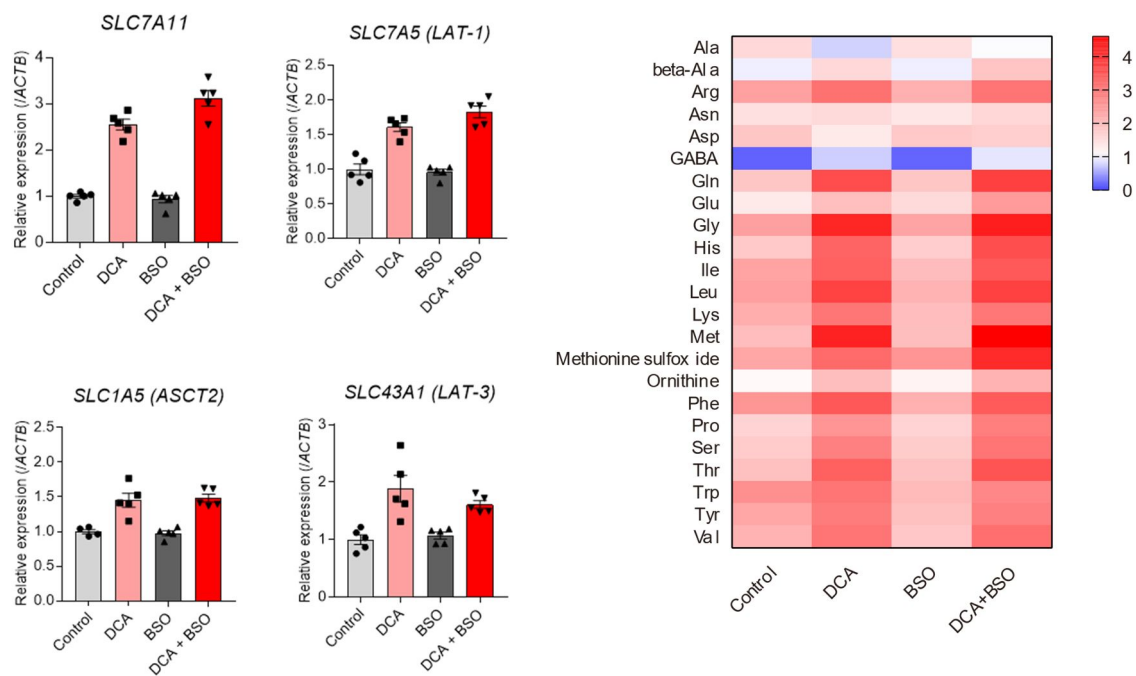 SLC7A11
Relative expression (/ACTB)
4
3
2
1
0
Control
DCA
BSO
DCA + BSO
SLC7A5 (LAT-1)
Relative expression (/ACTB)
2.5
2.0
1.5
1.0
0.5
0.0
Control
DCA
BSO
DCA + BSO
SLC1A5 (ASCT2)
Relative expression (/ACTB)
2.5
2.0
1.5
1.0
0.5
0.0
Control
DCA
BSO
DCA + BSO
SLC43A1 (LAT-3)
Relative expression (/ACTB)
3
2
1
0
Control
DCA
BSO
DCA + BSO
Ala
beta-Ala
Arg
Asn
Asp
GABA
Gln
Glu
Gly
His
Ile
Leu
Lys
Met
Methionine sulfox ide
Ornithine
Phe
Pro
Ser
Thr
Trp
Tyr
Val
Control
DCA
BSO
DCA+BSO
4
3
2
1
0